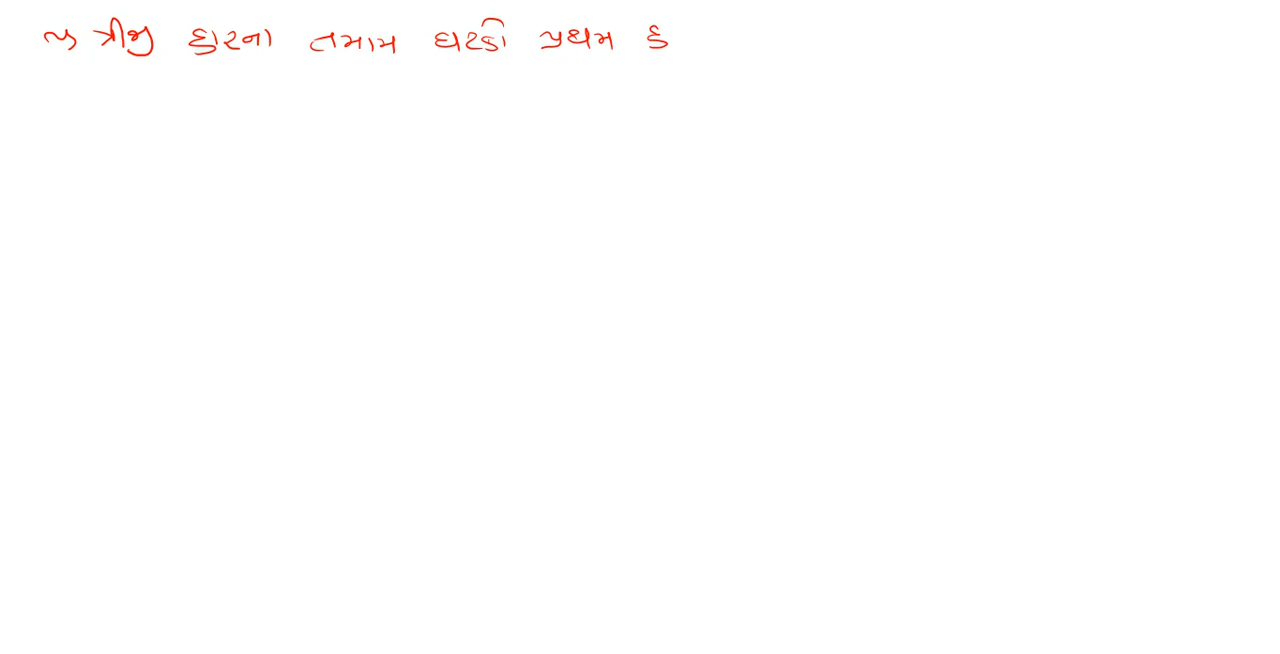 → ત્રીજી હારના તમામ ઘટકો પ્રથમ હ